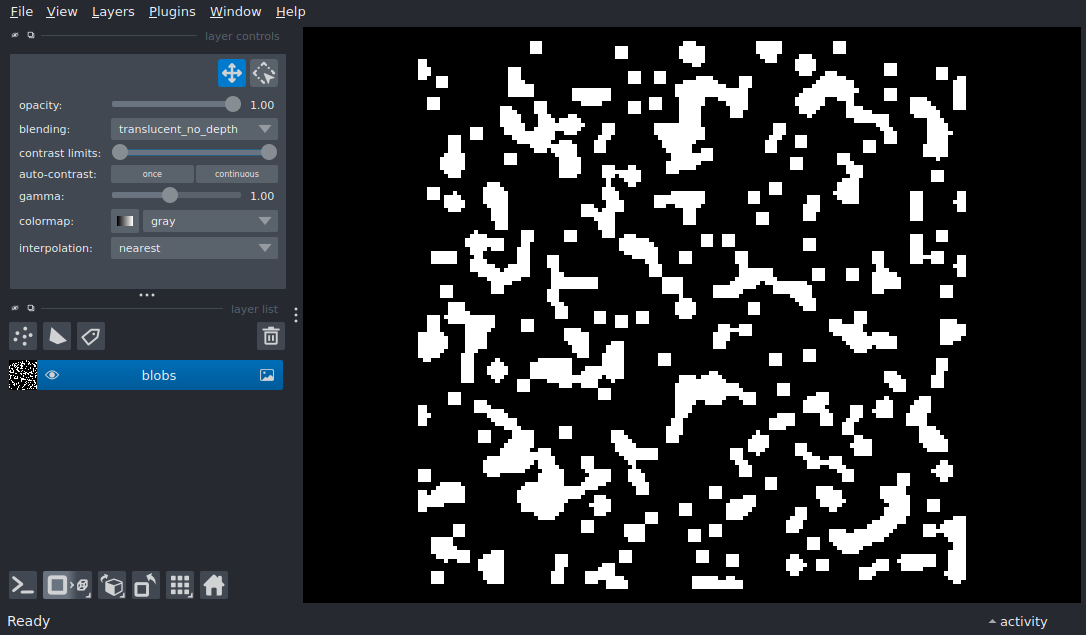 File View Layers Plugins Window Help
layer controls
opacity: 1.00
blending: translucent_no_depth
contrast limits:
auto-contrast: once continuous
gamma: 1.00
colormap: gray
interpolation: nearest
layer list
blobs
Ready
activity